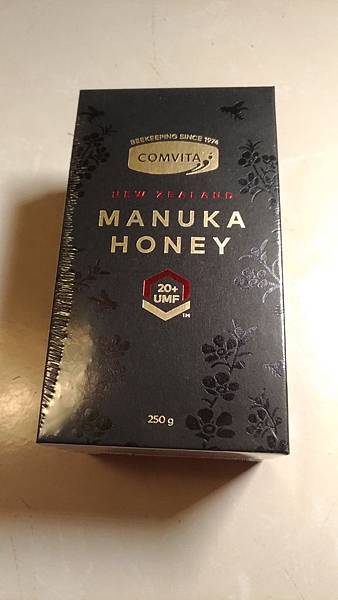 BEEKEEPING SINCE 1974
COMVITA
NEW ZEALAND
MANUKA
HONEY
20+
UMF
TM
250 g